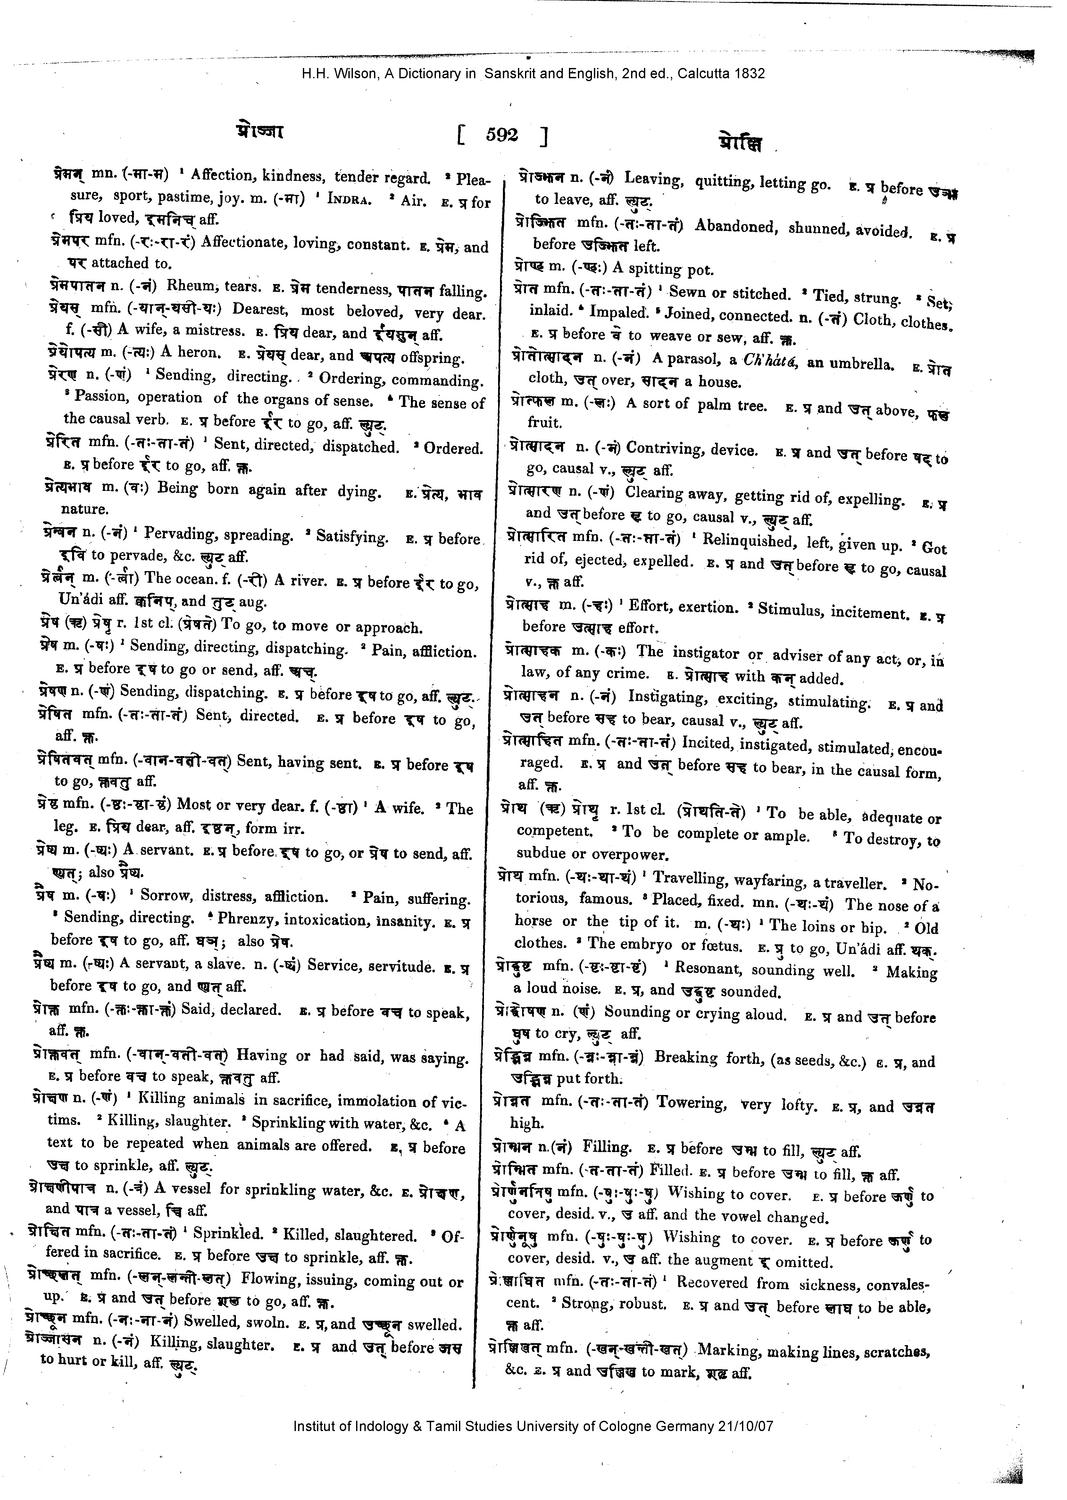 H.H. Wilson, A Dictionary in Sanskrit and English, 2nd ed., Calcutta 1832
प्रोज्जा [ 592 ] प्रोल्लि
प्रेमन् mn. (-मा-म) ¹ Affection, kindness, tender regard. ² Plea-
sure, sport, pastime, joy. m. (-मा) ¹ INDRA. ² Air. E. प्र for
प्रिय loved, इमनिच् aff.
प्रेमपर mfn. (-रः-रा-रं) Affectionate, loving, constant. E. प्रेम, and
पर attached to.
प्रेमपातन n. (-नं) Rheum, tears. E. प्रेम tenderness, पातन falling.
प्रेयस् mfn. (-यान्-यसी-यः) Dearest, most beloved, very dear.
f. (-सी) A wife, a mistress. E. प्रिय dear, and ईयसुन् aff.
प्रेयोपत्य m. (-त्यः) A heron. E. प्रेयस् dear, and अपत्य offspring.
प्रेरण n. (-णं) ¹ Sending, directing. ² Ordering, commanding.
³ Passion, operation of the organs of sense. ⁴ The sense of
the causal verb. E. प्र before ईर to go, aff. ल्युट्.
प्रेरित mfn. (-तः-ता-तं) ¹ Sent, directed, dispatched. ² Ordered.
E. प्र before ईर to go, aff. क्त.
प्रेत्यभाव m. (वः) Being born again after dying. E. प्रेत्य, भाव
nature.
प्रेन्वन n. (-नं) ¹ Pervading, spreading. ² Satisfying. E. प्र before
इवि to pervade, &c. ल्युट् aff.
प्रेर्त्वन् m. (-र्त्वा) The ocean. f. (-री) A river. E. प्र before ईर to go,
Un'ádi aff. क्वनिप्, and तुट् aug.
प्रेष (ऋ) प्रेषृ r. 1st cl. (प्रेषते) To go, to move or approach.
प्रेष m. (-षः) ¹ Sending, directing, dispatching. ² Pain, affliction.
E. प्र before इष to go or send, aff. अच्.
प्रेषण n. (-णं) Sending, dispatching. E. प्र before इष to go, aff. ल्युट्.
प्रेषित mfn. (-तः-ता-तं) Sent, directed. E. प्र before इष to go,
aff. क्त.
प्रेषितवत् mfn. (-वान-वती-वत्) Sent, having sent. E. प्र before इष
to go, क्तवतु aff.
प्रेष्ठ mfn. (-ष्ठः-ष्ठा-ष्ठं) Most or very dear. f. (-ष्ठा) ¹ A wife. ² The
leg. E. प्रिय dear, aff. इष्ठन्, form irr.
प्रेष्य m. (-ष्यः) A servant. E. प्र before इष to go, or प्रेष to send, aff.
ण्यत्; also प्रैष्य.
प्रैष m. (-षः) ¹ Sorrow, distress, affliction. ² Pain, suffering.
³ Sending, directing. ⁴ Phrenzy, intoxication, insanity. E. प्र
before इष to go, aff. घञ्; also प्रेष.
प्रैष्य m. (-ष्यः) A servant, a slave. n. (-ष्यं) Service, servitude. E. प्र
before इष to go, and ण्यत् aff.
प्रोक्त mfn. (-क्तः-क्ता-क्तं) Said, declared. E. प्र before वच to speak,
aff. क्त.
प्रोक्तवत् mfn. (-वान्-वती-वत्) Having or had said, was saying.
E. प्र before वच to speak, क्तवतु aff.
प्रोक्षण n. (-णं) ¹ Killing animals in sacrifice, immolation of vic-
tims. ² Killing, slaughter. ³ Sprinkling with water, &c. ⁴ A
text to be repeated when animals are offered. E. प्र before
उक्ष to sprinkle, aff. ल्युट्.
प्रोक्षणीपात्र n. (-त्रं) A vessel for sprinkling water, &c. E. प्रोक्षण,
and पात्र a vessel, ङि aff.
प्रोक्षित mfn. (-तः-ता-तं) ¹ Sprinkled. ² Killed, slaughtered. ³ Of-
fered in sacrifice. E. प्र before उक्ष to sprinkle, aff. क्त.
प्रोच्छलत् mfn. (-लन्-लन्ती-लत्) Flowing, issuing, coming out or
up. E. प्र and उत् before शल to go, aff.
प्रोच्छून mfn. (-नः-ना-नं) Swelled, swoln. E. प्र, and उच्छून swelled.
प्रोज्जासन n. (-नं) Killing, slaughter. E. प्र and उत् before जस
to hurt or kill, aff. ल्युट्.
प्रोज्झन n. (-नं) Leaving, quitting, letting go. E. प्र before उज्झ
to leave, aff. ल्युट्.
प्रोज्झित mfn. (-तः-ता-तं) Abandoned, shunned, avoided. E. प्र
before उज्झित left.
प्रोण्ठ m. (-ण्ठः) A spitting pot.
प्रोत mfn. (-तः-ता-तं) ¹ Sewn or stitched. ² Tied, strung. ³ Set,
inlaid. ⁴ Impaled. ⁵ Joined, connected. n. (-तं) Cloth, clothes.
E. प्र before वे to weave or sew, aff. क्त.
प्रोतोत्सादन n. (-नं) A parasol, a Ch'hátá, an umbrella. E. प्रोत
cloth, उत् over, सादन a house.
प्रोत्फल m. (-लः) A sort of palm tree. E. प्र and उत् above, फल
fruit.
प्रोत्सादन n. (-नं) Contriving, device. E. प्र and उत् before षद् to
go, causal v., ल्युट् aff.
प्रोत्सारण n. (-णं) Clearing away, getting rid of, expelling. E. प्र
and उत् before सृ to go, causal v., ल्युट् aff.
प्रोत्सारित mfn. (-तः-ता-तं) ¹ Relinquished, left, given up. ² Got
rid of, ejected, expelled. E. प्र and उत् before सृ to go, causal
v., क्त aff.
प्रोत्साह m. (-हः) ¹ Effort, exertion. ² Stimulus, incitement. E. प्र
before उत्साह effort.
प्रोत्साहक m. (-कः) The instigator or adviser of any act, or, in
law, of any crime. E. प्रोत्साह with कन् added.
प्रोत्साहन n. (-नं) Instigating, exciting, stimulating. E. प्र and
उत् before सह to bear, causal v., ल्युट् aff.
प्रोत्साहित mfn. (-तः-ता-तं) Incited, instigated, stimulated, encou-
raged. E. प्र and उत् before सह to bear, in the causal form,
aff. क्त.
प्रोथ (ऋ) प्रोथृ r. 1st cl. (प्रोथति-ते) ¹ To be able, adequate or
competent. ² To be complete or ample. ³ To destroy, to
subdue or overpower.
प्रोथ mfn. (-थः-था-थं) ¹ Travelling, wayfaring, a traveller. ² No-
torious, famous. ³ Placed, fixed. mn. (-थः-थं) The nose of a
horse or the tip of it. m. (-थः) ¹ The loins or hip. ² Old
clothes. ³ The embryo or fœtus. E. प्रु to go, Un'ádi aff. थक्.
प्रोद्घुष्ट mfn. (-ष्टः-ष्टा-ष्टं) ¹ Resonant, sounding well. ² Making
a loud noise. E. प्र, and उद्घुष्ट sounded.
प्रोद्घोषण n. (णं) Sounding or crying aloud. E. प्र and उत् before
घुष to cry, ल्युट् aff.
प्रोद्भिन्न mfn. (-न्नः-न्ना-न्नं) Breaking forth, (as seeds, &c.) E. प्र, and
उद्भिन्न put forth.
प्रोन्नत mfn. (-तः-ता-तं) Towering, very lofty. E. प्र, and उन्नत
high.
प्रोम्भन n.(नं) Filling. E. प्र before उम्भ to fill, ल्युट् aff.
प्रोम्भित mfn. (-त-ता-तं) Filled. E. प्र before उम्भ to fill, क्त aff.
प्रोर्णुनविषु mfn. (-षुः-षुः-षु) Wishing to cover. E. प्र before ऊर्णु to
cover, desid. v., उ aff. and the vowel changed.
प्रोर्णुनूषु mfn. (-षुः-षुः-षु) Wishing to cover. E. प्र before ऊर्णु to
cover, desid. v., उ aff. the augment इ omitted.
प्रोल्लाघित mfn. (-तः-ता-तं) ¹ Recovered from sickness, convales-
cent. ² Strong, robust. E. प्र and उत् before लाघ to be able,
क्त aff.
प्रोल्लिखत् mfn. (-खन्-खन्ती-खत्) Marking, making lines, scratches,
&c. E. प्र and उल्लिख to mark, शतृ aff.
Institut of Indology & Tamil Studies University of Cologne Germany 21/10/07